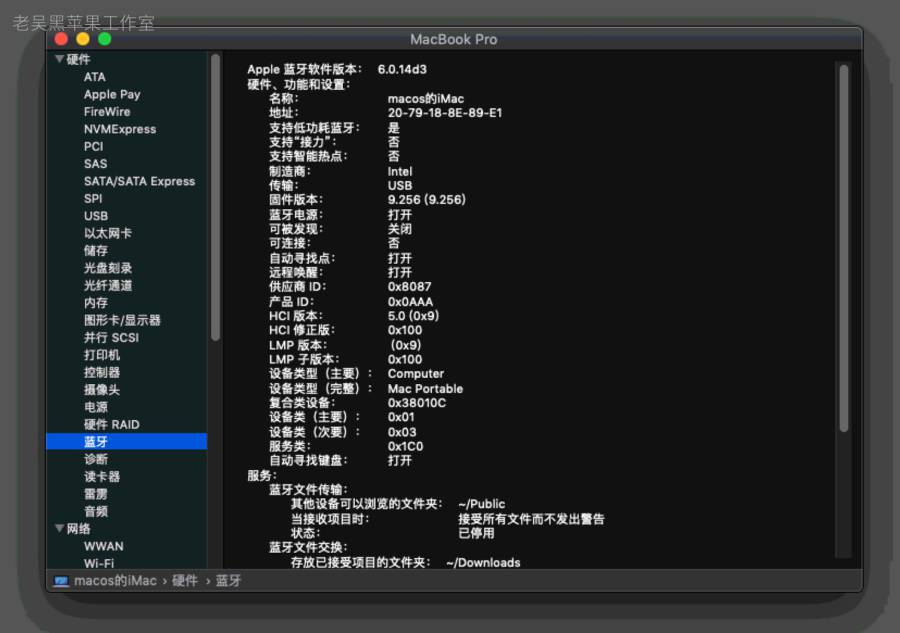 老吴黑苹果工作室
MacBook Pro
硬件
ATA
Apple Pay
FireWire
NVMExpress
PCI
SAS
SATA/SATA Express
SPI
USB
以太网卡
储存
光盘刻录
光纤通道
内存
图形卡/显示器
并行 SCSI
打印机
控制器
摄像头
电源
硬件 RAID
蓝牙
诊断
读卡器
雷雳
音频
网络
WWAN
Wi-Fi
Apple 蓝牙软件版本: 6.0.14d3
硬件、功能和设置:
名称: macos的iMac
地址: 20-79-18-8E-89-E1
支持低功耗蓝牙: 是
支持“接力”: 否
支持智能热点: 否
制造商: Intel
传输: USB
固件版本: 9.256 (9.256)
蓝牙电源: 打开
可被发现: 关闭
可连接: 否
自动寻找点: 打开
远程唤醒: 打开
供应商 ID: 0x8087
产品 ID: 0x0AAA
HCI 版本: 5.0 (0x9)
HCI 修正版: 0x100
LMP 版本: (0x9)
LMP 子版本: 0x100
设备类型（主要）: Computer
设备类型（完整）: Mac Portable
复合类设备: 0x38010C
设备类（主要）: 0x01
设备类（次要）: 0x03
服务类: 0x1C0
自动寻找键盘: 打开
服务:
蓝牙文件传输:
其他设备可以浏览的文件夹: ~/Public
当接收项目时: 接受所有文件而不发出警告
状态: 已停用
蓝牙文件交换:
存放已接受项目的文件夹: ~/Downloads
macos的iMac › 硬件 › 蓝牙